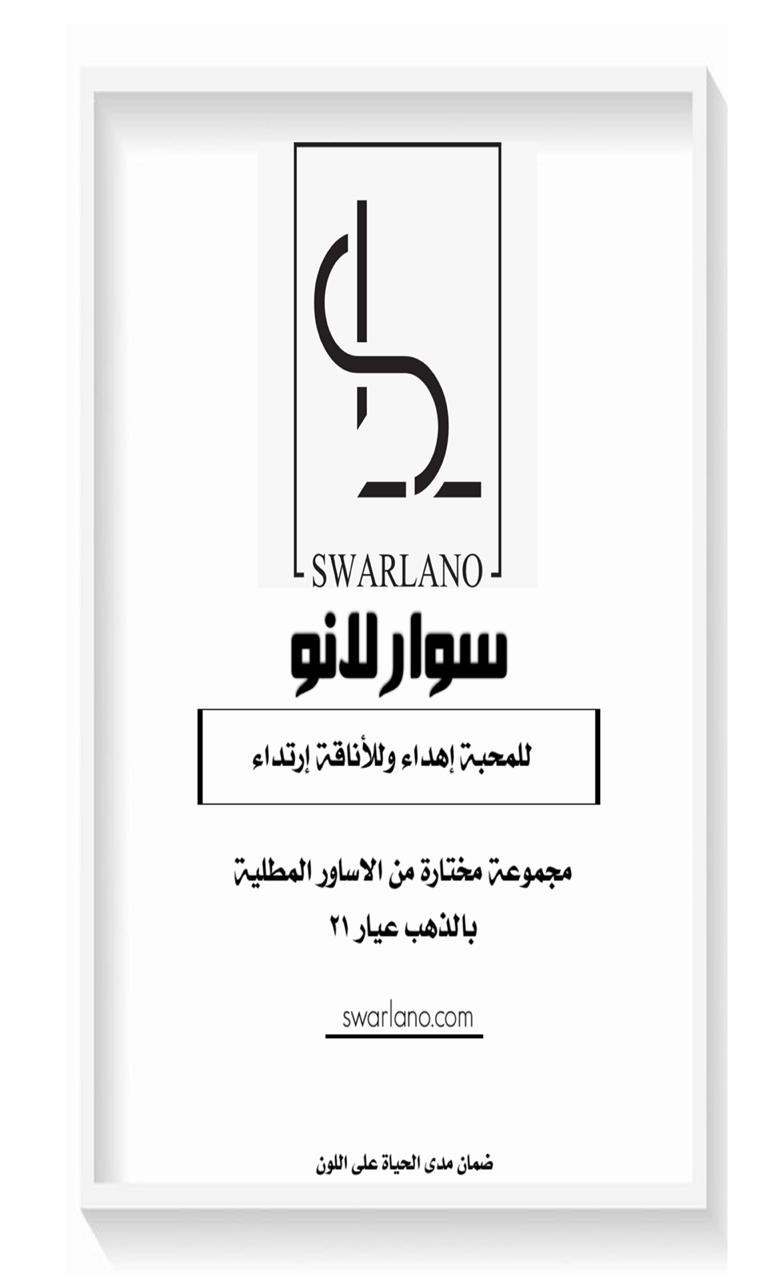 SWARLANO
سوارلانو
للمحبة إهداء وللأناقة إرتداء
مجموعة مختارة من الاساور المطلية
بالذهب عيار ٢١
swarlano.com
ضمان مدى الحياة على اللون